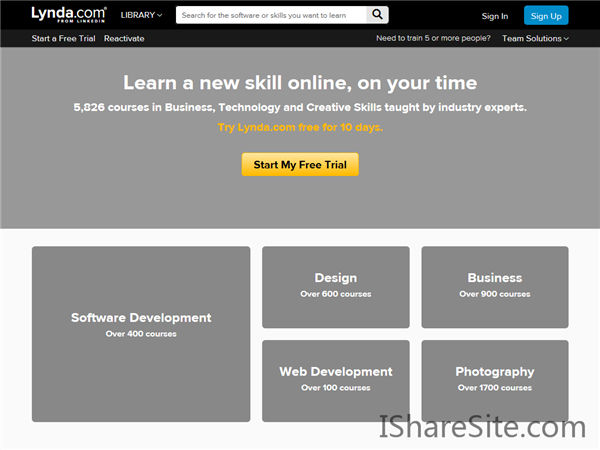 Lynda.com
FROM LINKEDIN
LIBRARY
Search for the software or skills you want to learn
Sign In
Sign Up
Start a Free Trial
Reactivate
Need to train 5 or more people?
Team Solutions
Learn a new skill online, on your time
5,826 courses in Business, Technology and Creative Skills taught by industry experts.
Try Lynda.com free for 10 days.
Start My Free Trial
Software Development
Over 400 courses
Design
Over 600 courses
Business
Over 900 courses
Web Development
Over 100 courses
Photography
Over 1700 courses
IShareSite.com